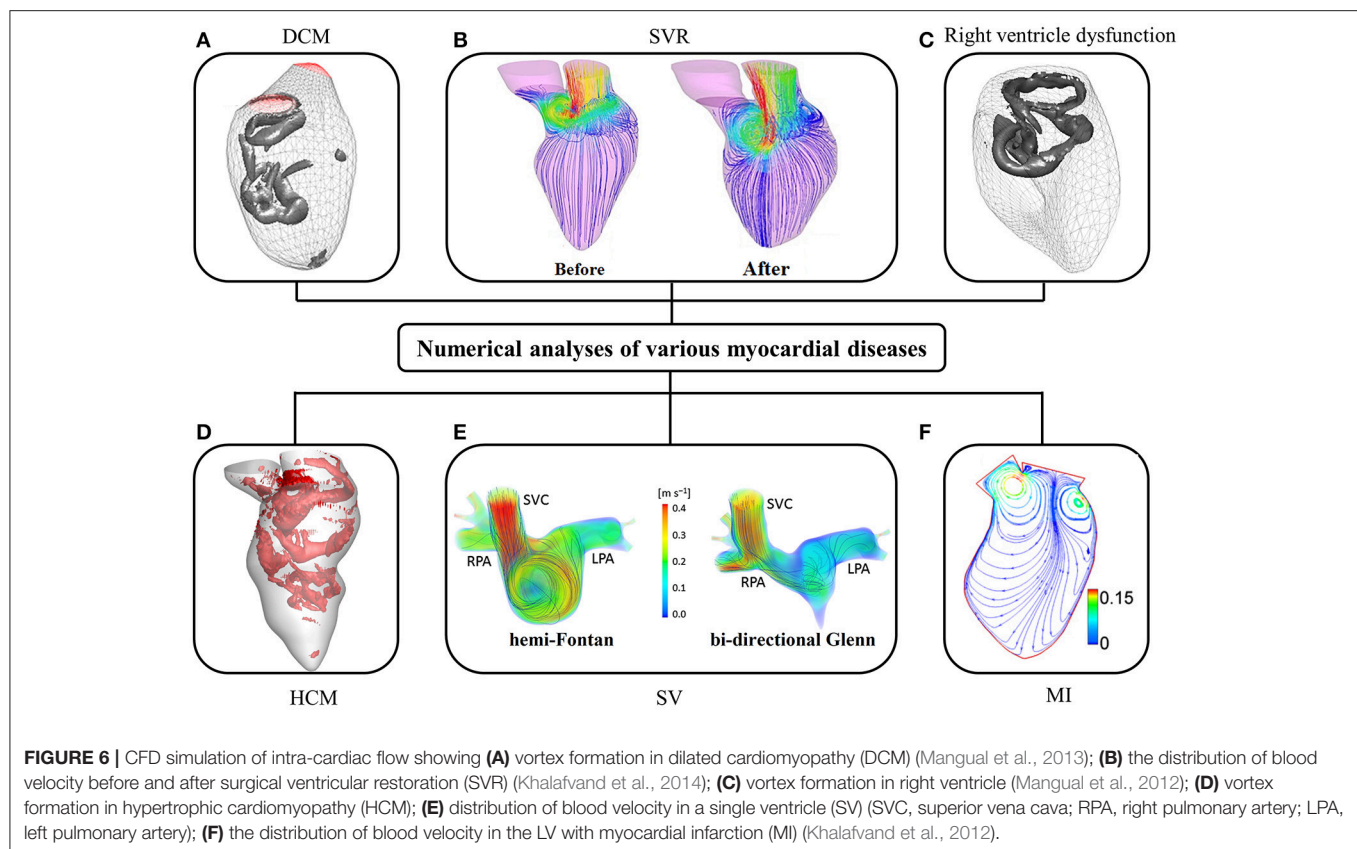 A
DCM
B
SVR
C
Right ventricle dysfunction
Before
After
Numerical analyses of various myocardial diseases
D
HCM
E
SVC
RPA
LPA
hemi-Fontan
[m s⁻¹]
0.4
0.3
0.2
0.1
0.0
SVC
RPA
LPA
bi-directional Glenn
SV
F
0.15
0
MI
FIGURE 6 | CFD simulation of intra-cardiac flow showing (A) vortex formation in dilated cardiomyopathy (DCM) (Mangual et al., 2013); (B) the distribution of blood
velocity before and after surgical ventricular restoration (SVR) (Khalafvand et al., 2014); (C) vortex formation in right ventricle (Mangual et al., 2012); (D) vortex
formation in hypertrophic cardiomyopathy (HCM); (E) distribution of blood velocity in a single ventricle (SV) (SVC, superior vena cava; RPA, right pulmonary artery; LPA,
left pulmonary artery); (F) the distribution of blood velocity in the LV with myocardial infarction (MI) (Khalafvand et al., 2012).